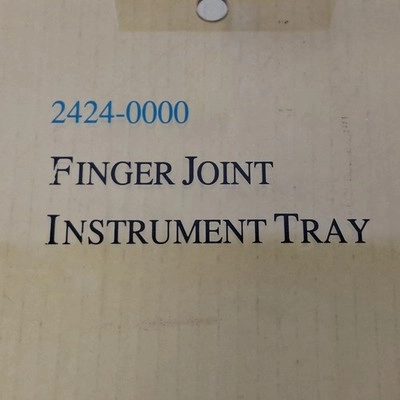 2424-0000
FINGER JOINT
INSTRUMENT TRAY